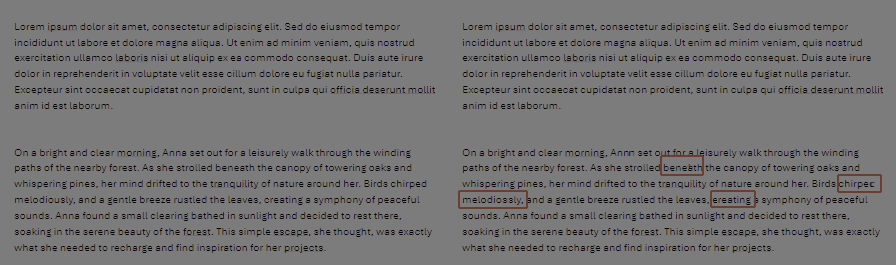 Lorem ipsum dolor sit amet, consectetur adipiscing elit. Sed do eiusmod tempor
incididunt ut labore et dolore magna aliqua. Ut enim ad minim veniam, quis nostrud
exercitation ullamco laboris nisi ut aliquip ex ea commodo consequat. Duis aute irure
dolor in reprehenderit in voluptate velit esse cillum dolore eu fugiat nulla pariatur.
Excepteur sint occaecat cupidatat non proident, sunt in culpa qui officia deserunt mollit
anim id est laborum.
On a bright and clear morning, Anna set out for a leisurely walk through the winding
paths of the nearby forest. As she strolled beneath the canopy of towering oaks and
whispering pines, her mind drifted to the tranquility of nature around her. Birds chirped
melodiously, and a gentle breeze rustled the leaves, creating a symphony of peaceful
sounds. Anna found a small clearing bathed in sunlight and decided to rest there,
soaking in the serene beauty of the forest. This simple escape, she thought, was exactly
what she needed to recharge and find inspiration for her projects.
Lorem ipsum dolor sit amet, consectetur adipiscing elit. Sed do eiusmod tempor
incididunt ut labore et dolore magna aliqua. Ut enim ad minim veniam, quis nostrud
exercitation ullamco laboris nisi ut aliquip ex ea commodo consequat. Duis aute irure
dolor in reprehenderit in voluptate velit esse cillum dolore eu fugiat nulla pariatur.
Excepteur sint occaecat cupidatat non proident, sunt in culpa qui officia deserunt mollit
anim id est laborum.
On a bright and clear morning, set out for a leisurely walk through the winding
paths of the nearby forest. As she strolled the canopy of towering oaks and
whispering pines, her mind drifted to the tranquility of nature around her. Birds chirpec
melodiossly, and a gentle breeze rustled the leaves, ereating a symphony of peaceful
sounds. Anna found a small clearing bathed in sunlight and decided to rest there,
soaking in the serene beauty of the forest. This simple escape, she thought, was exactly
what she needed to recharge and find inspiration for her projects.